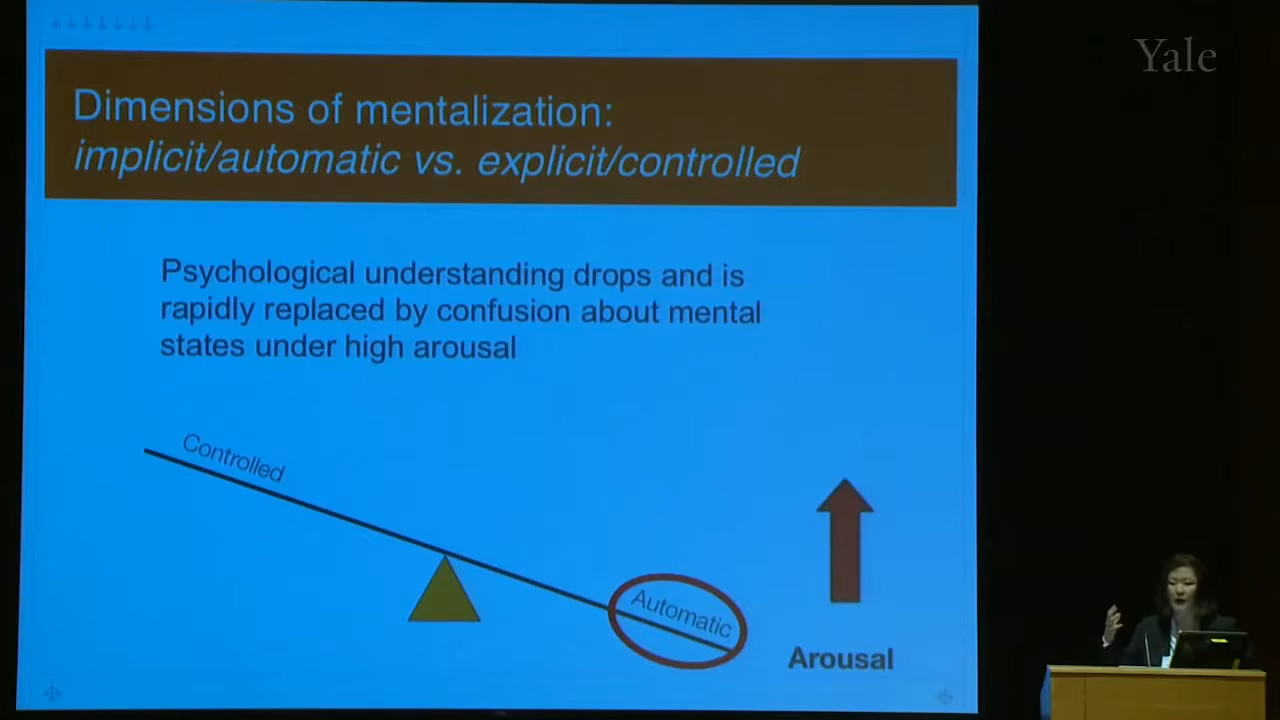 Yale
Dimensions of mentalization:
implicit/automatic vs. explicit/controlled
Psychological understanding drops and is
rapidly replaced by confusion about mental
states under high arousal
Controlled
Automatic
Arousal